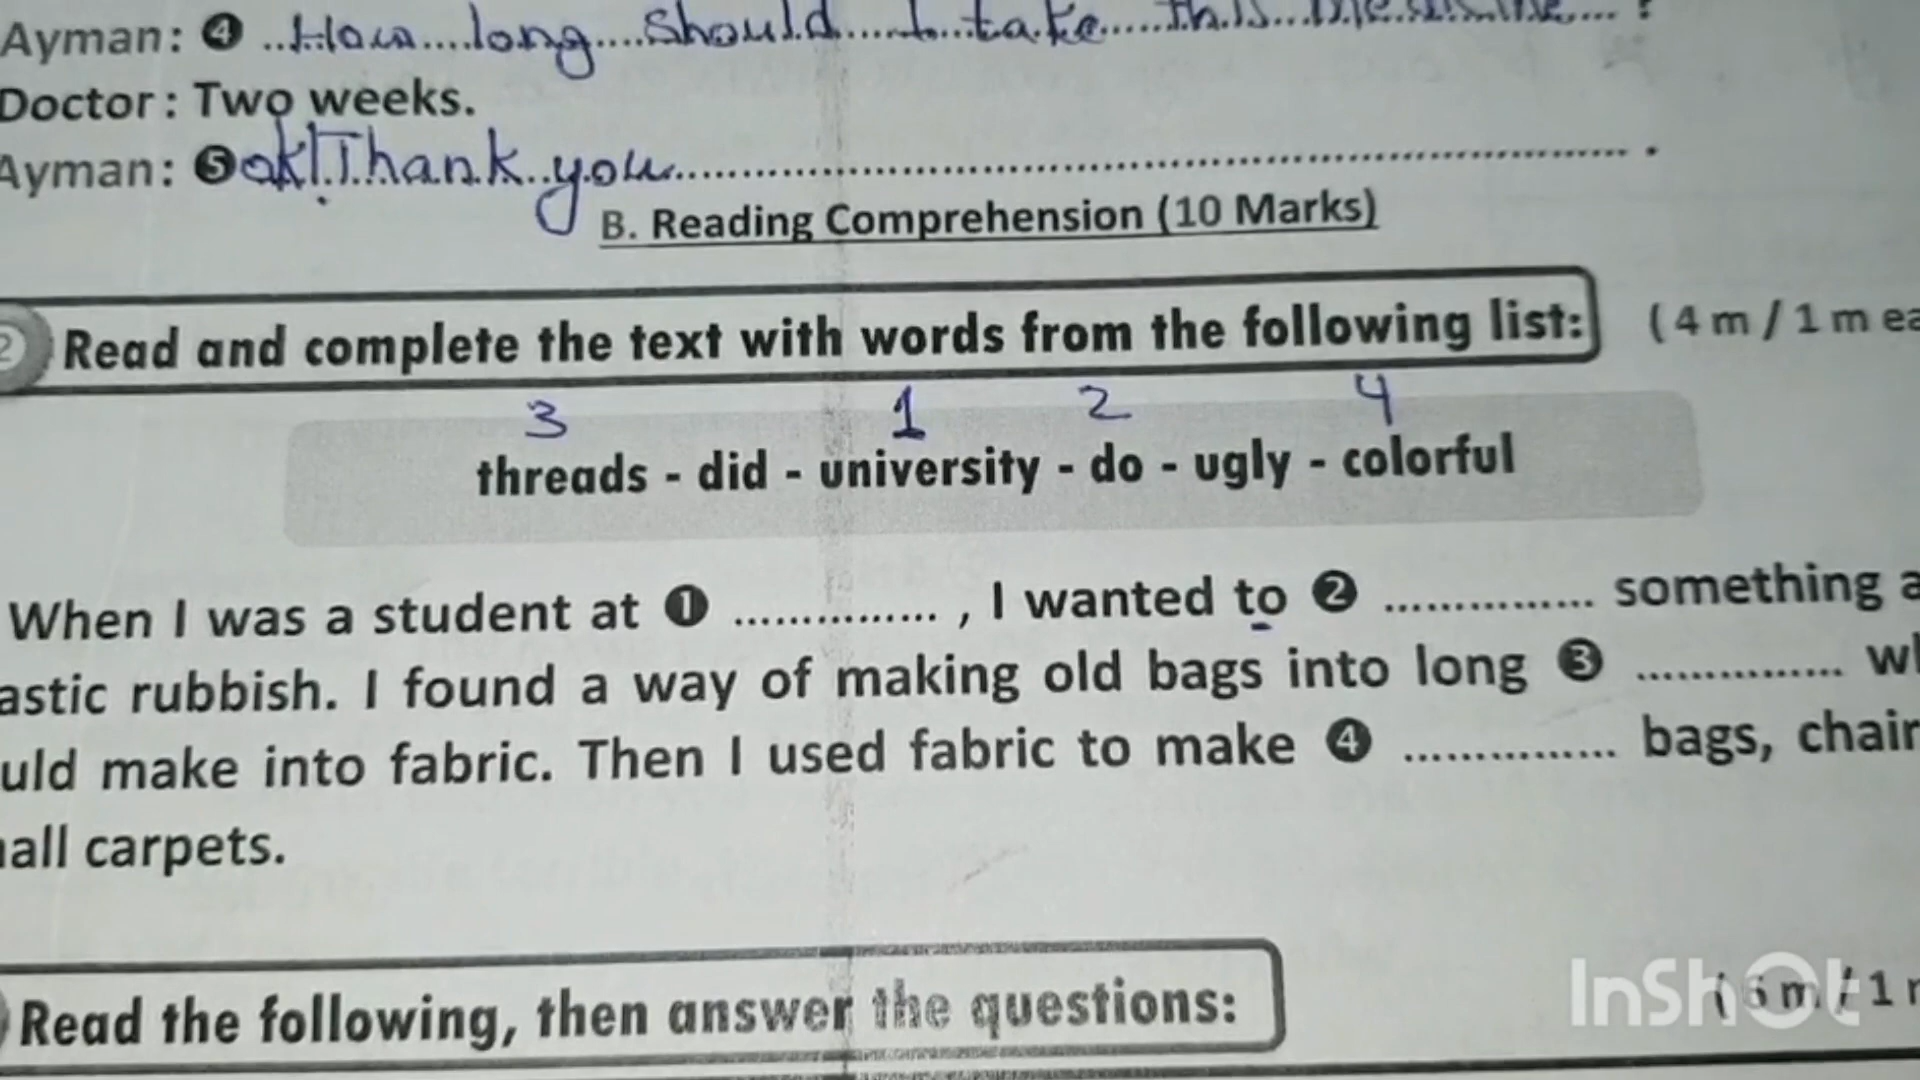 Ayman: ❹ ..How....long....should......I..take......this...medicine.... ?
Doctor : Two weeks.
Ayman: ❺ ok! Thank you................................ .
B. Reading Comprehension (10 Marks)
2 Read and complete the text with words from the following list: ( 4 m / 1 m ea
3 1 2 4
threads - did - university - do - ugly - colorful
When I was a student at ❶ ............... , I wanted to ❷ ............... something a
astic rubbish. I found a way of making old bags into long ❸ ............... wh
uld make into fabric. Then I used fabric to make ❹ ............... bags, chair
all carpets.
Read the following, then answer the questions: ( 6 m / 1 m
InShOt